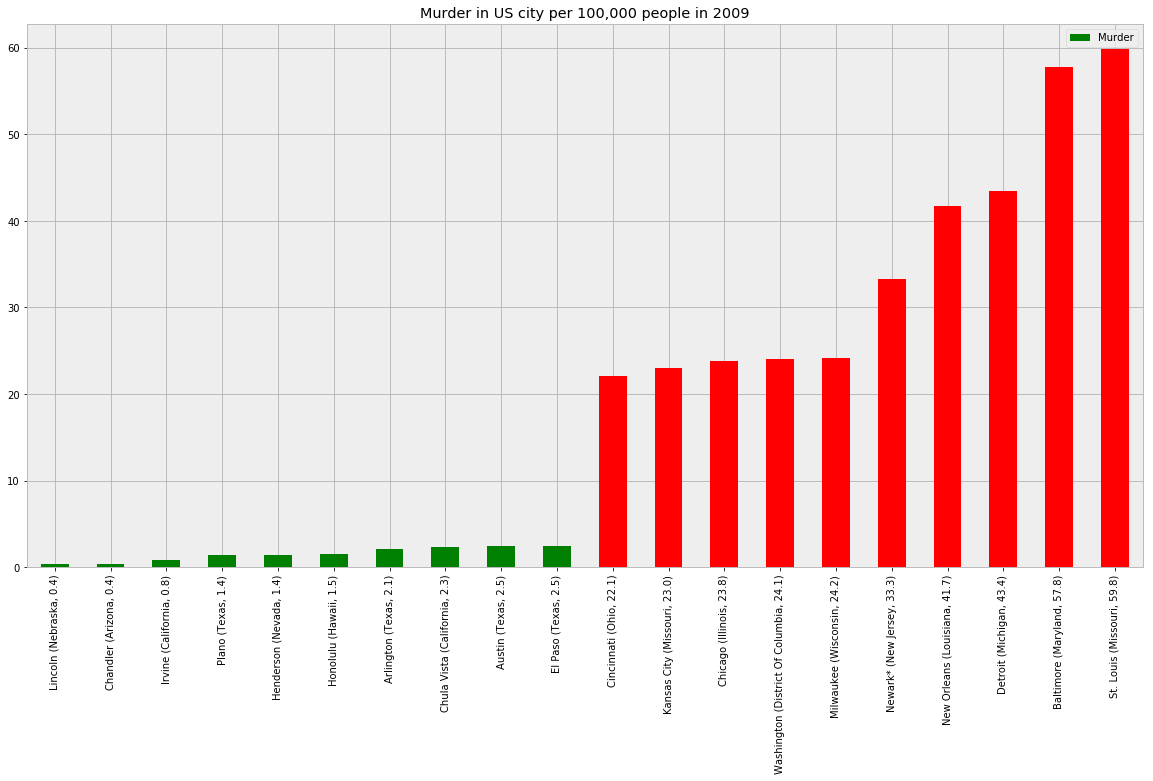 Murder in US city per 100,000 people in 2009
Murder
60
50
40
30
20
10
0
Lincoln (Nebraska, 0.4)
Chandler (Arizona, 0.4)
Irvine (California, 0.8)
Plano (Texas, 1.4)
Henderson (Nevada, 1.4)
Honolulu (Hawaii, 1.5)
Arlington (Texas, 2.1)
Chula Vista (California, 2.3)
Austin (Texas, 2.5)
El Paso (Texas, 2.5)
Cincinnati (Ohio, 22.1)
Kansas City (Missouri, 23.0)
Chicago (Illinois, 23.8)
Washington (District Of Columbia, 24.1)
Milwaukee (Wisconsin, 24.2)
Newark* (New Jersey, 33.3)
New Orleans (Louisiana, 41.7)
Detroit (Michigan, 43.4)
Baltimore (Maryland, 57.8)
St. Louis (Missouri, 59.8)